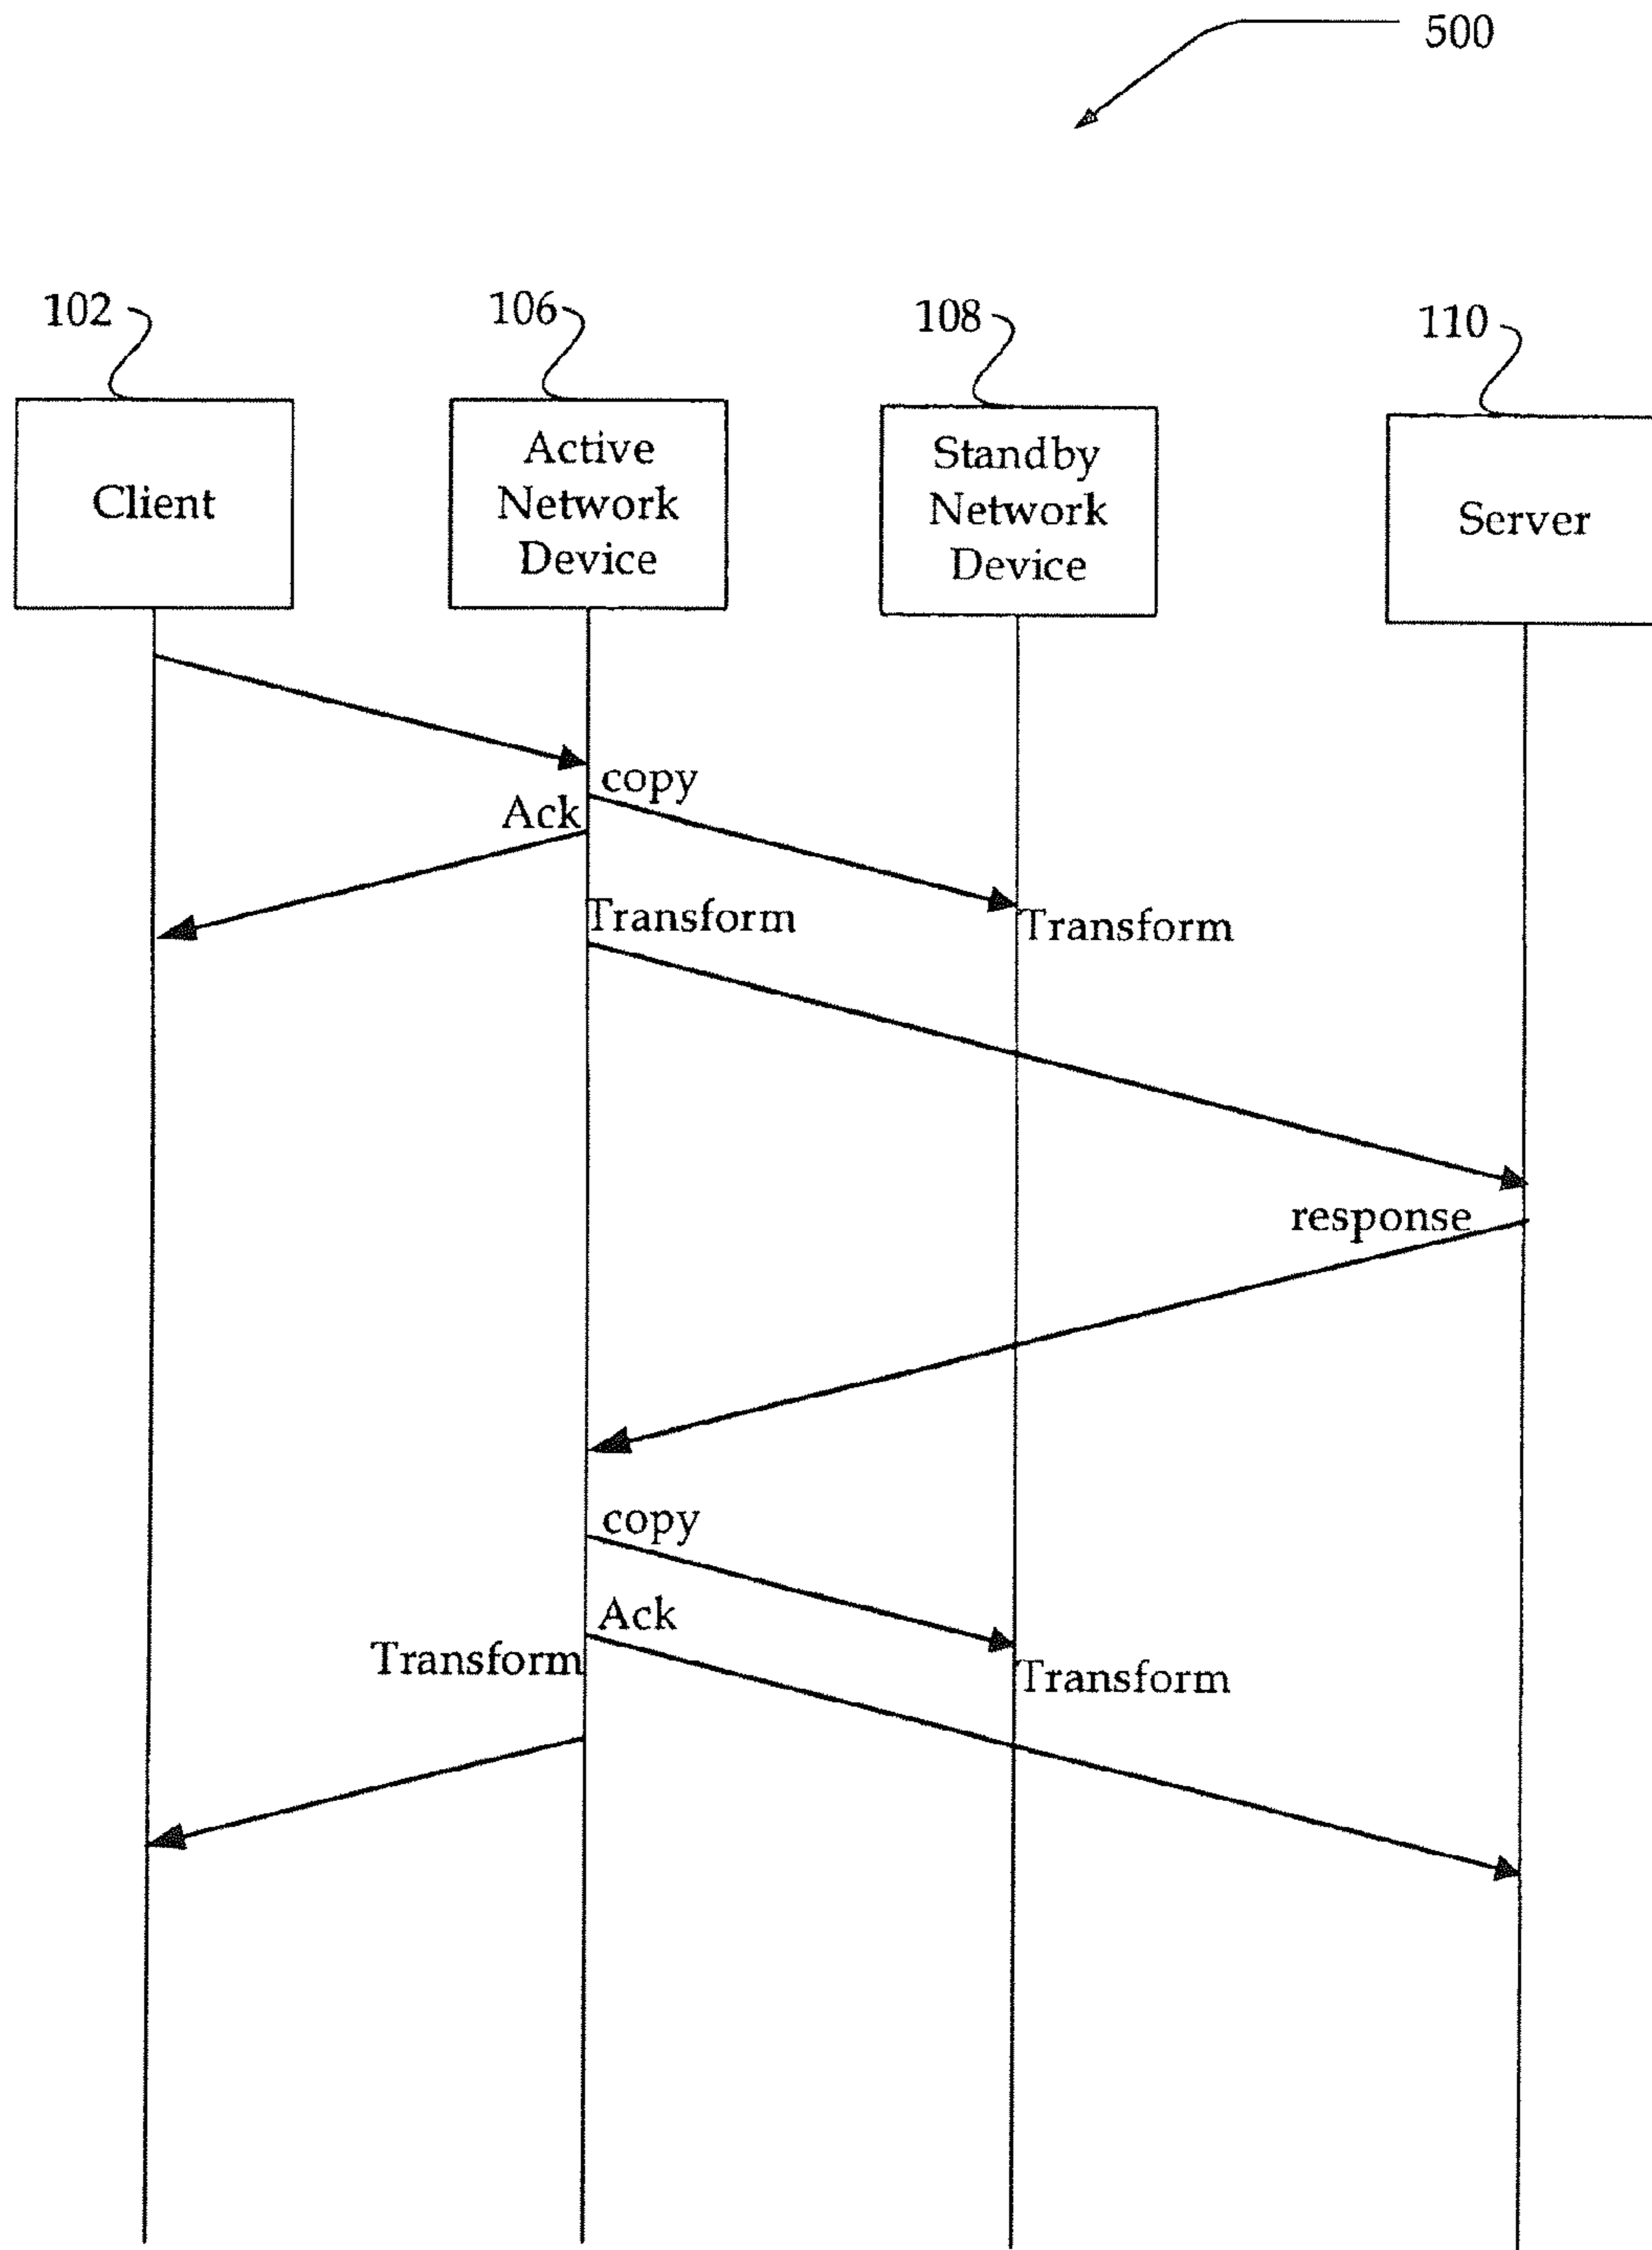 500
102
106
108
110
Client
Active
Network
Device
Standby
Network
Device
Server
copy
Ack
Transform
Transform
response
copy
Ack
Transform
Transform